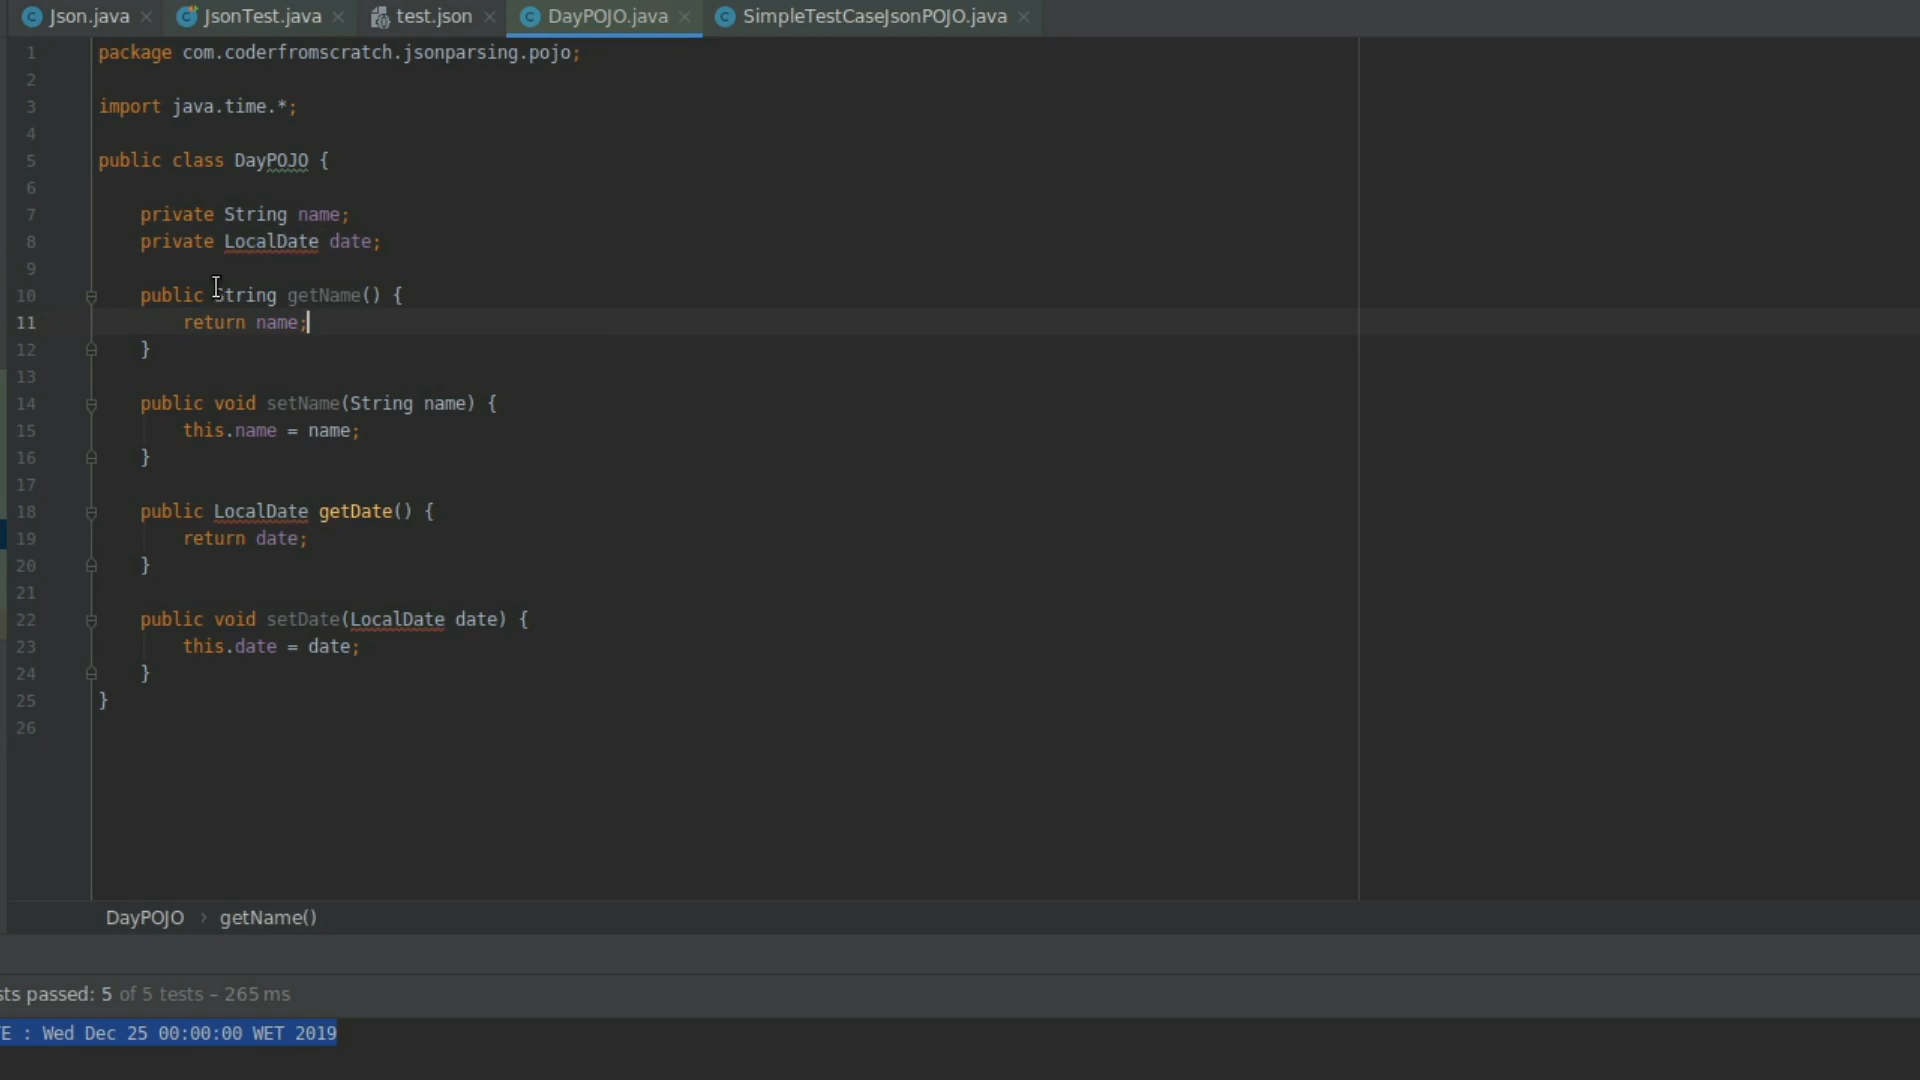 Json.java JsonTest.java test.json DayPOJO.java SimpleTestCaseJsonPOJO.java
1 package com.coderfromscratch.jsonparsing.pojo;
2
3 import java.time.*;
4
5 public class DayPOJO {
6
7 private String name;
8 private LocalDate date;
9
10 public String getName() {
11 return name;
12 }
13
14 public void setName(String name) {
15 this.name = name;
16 }
17
18 public LocalDate getDate() {
19 return date;
20 }
21
22 public void setDate(LocalDate date) {
23 this.date = date;
24 }
25 }
26
DayPOJO › getName()
sts passed: 5 of 5 tests – 265 ms
E : Wed Dec 25 00:00:00 WET 2019